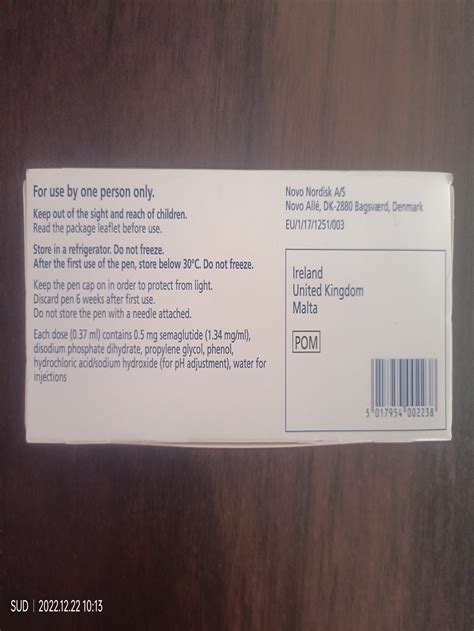 For use by one person only.
Keep out of the sight and reach of children.
Read the package leaflet before use.
Store in a refrigerator. Do not freeze.
After the first use of the pen, store below 30°C. Do not freeze.
Keep the pen cap on in order to protect from light.
Discard pen 6 weeks after first use.
Do not store the pen with a needle attached.
Each dose (0.37 ml) contains 0.5 mg semaglutide (1.34 mg/ml),
disodium phosphate dihydrate, propylene glycol, phenol,
hydrochloric acid/sodium hydroxide (for pH adjustment), water for
injections
Novo Nordisk A/S
Novo Allé, DK-2880 Bagsværd, Denmark
EU/1/17/1251/003
Ireland
United Kingdom
Malta
POM
5 017954 002238
SUD | 2022.12.22 10:13